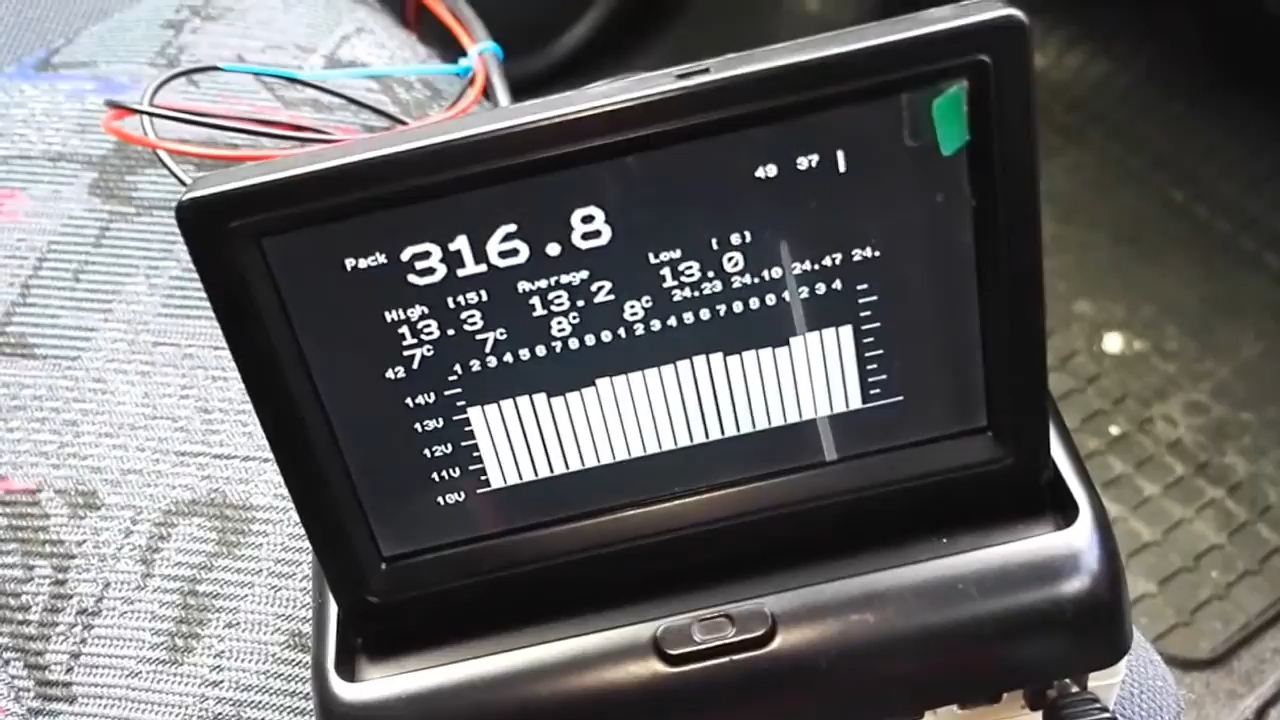 49 37
Pack 316.8
High [15] Average Low [ 6]
13.3 13.2 13.0
7C 7C 8C 8C 24.23 24.10 24.47 24.
42 1 2 3 4 5 6 7 8 9 0 1 2 3 4 5 6 7 8 9 0 1 2 3 4
14V
13V
12V
11V
10V